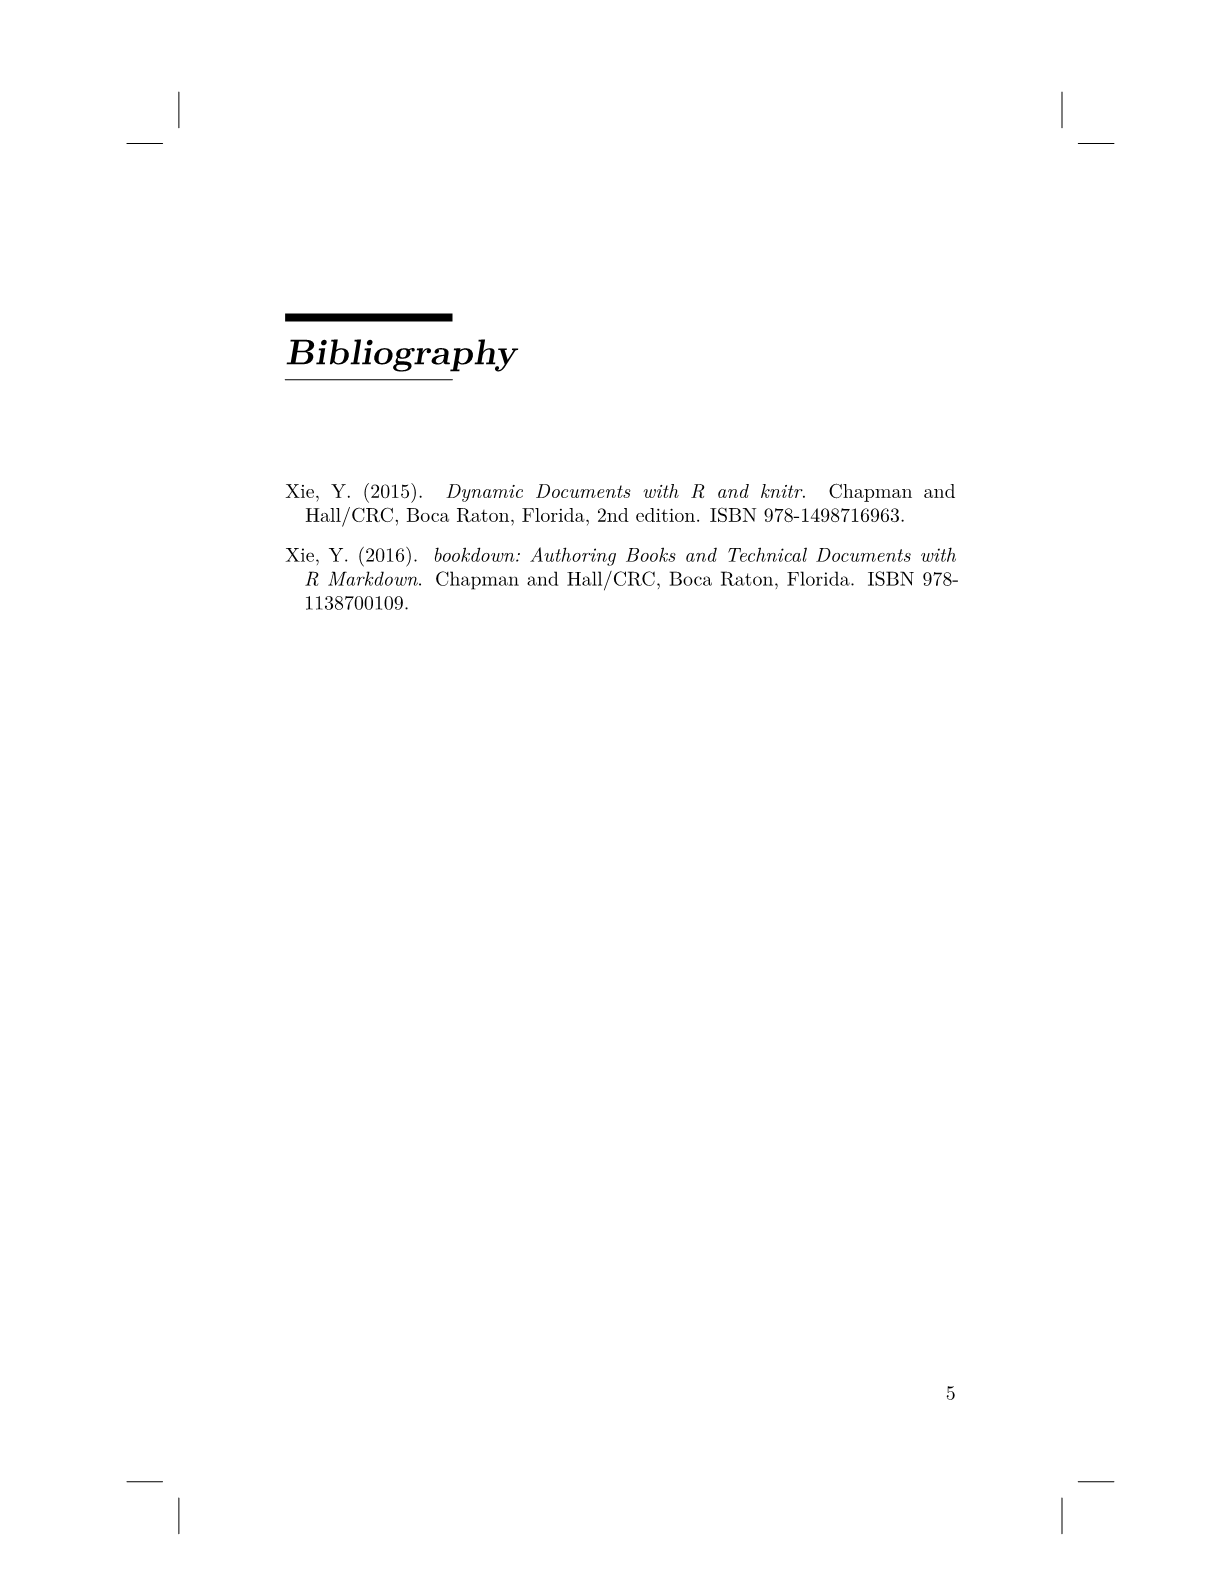 Bibliography
Xie, Y. (2015). Dynamic Documents with R and knitr. Chapman and
Hall/CRC, Boca Raton, Florida, 2nd edition. ISBN 978-1498716963.
Xie, Y. (2016). bookdown: Authoring Books and Technical Documents with
R Markdown. Chapman and Hall/CRC, Boca Raton, Florida. ISBN 978-
1138700109.
5